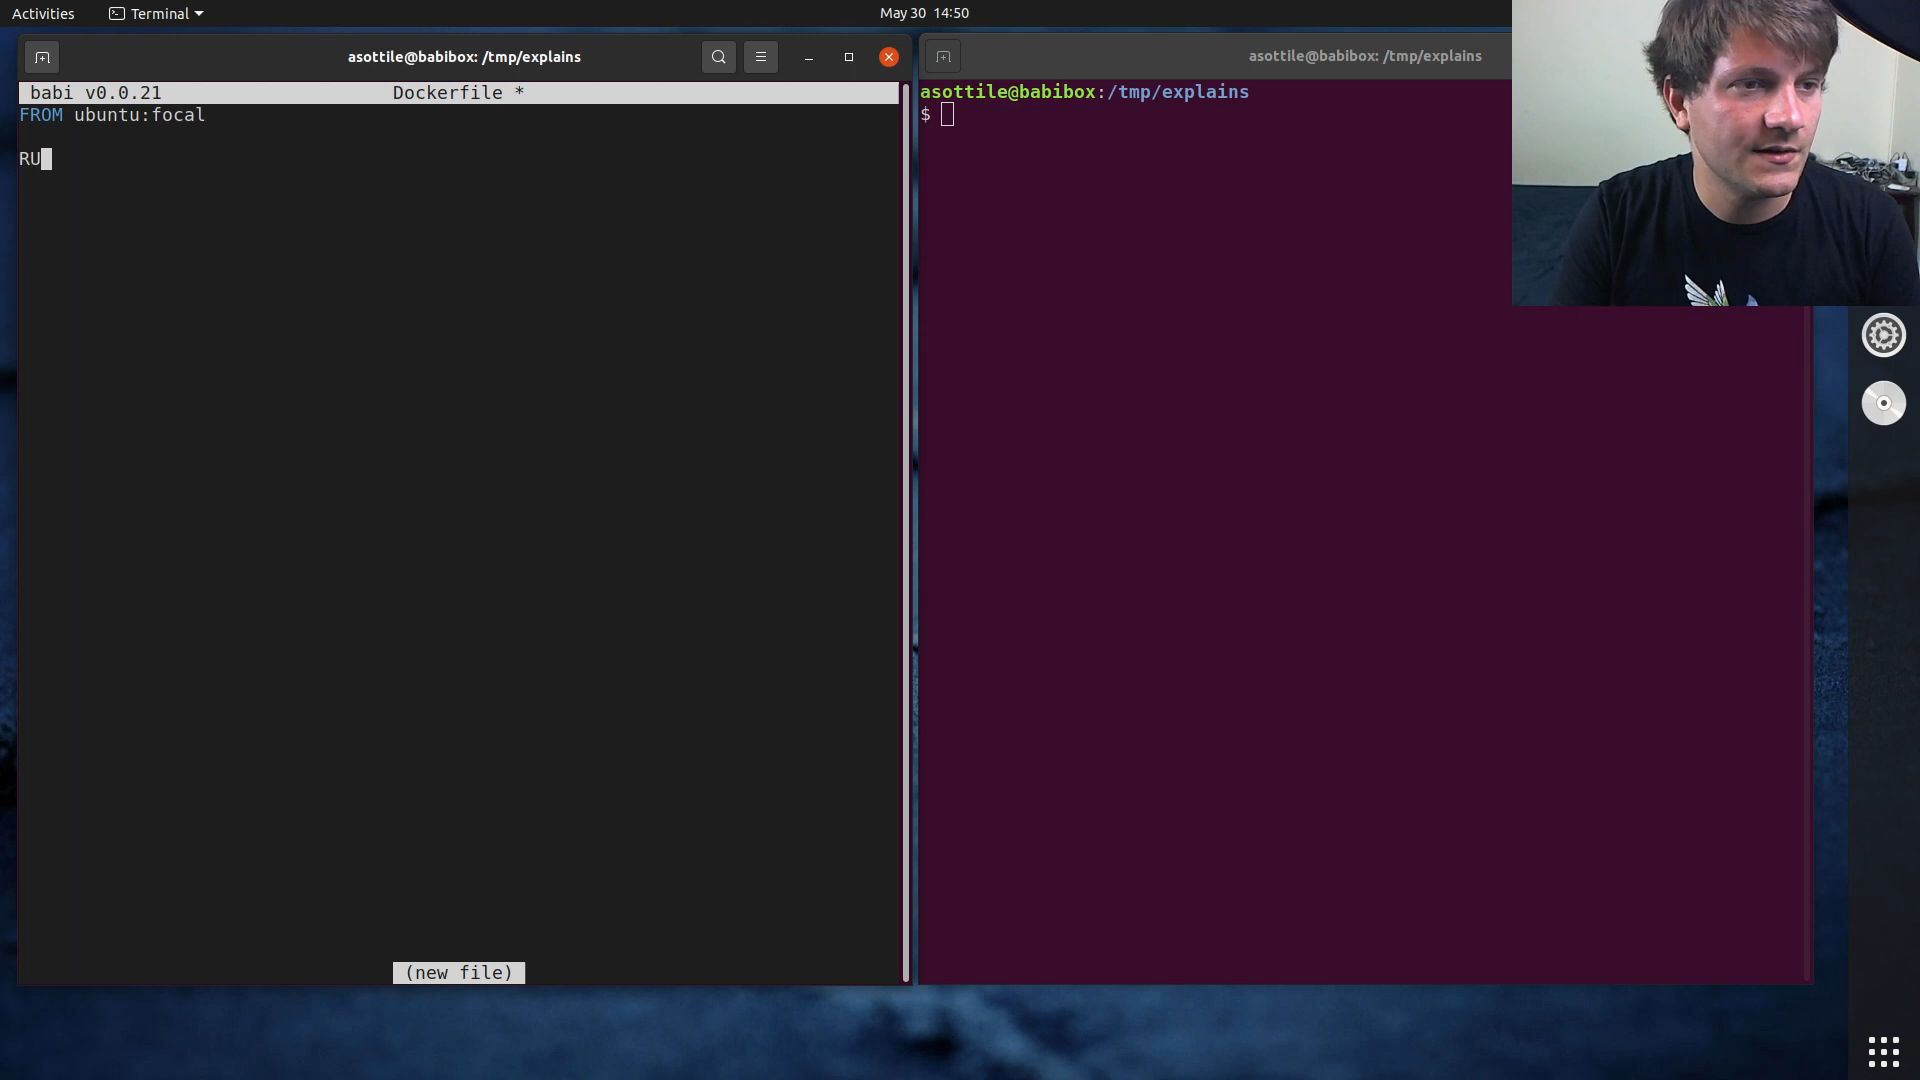 Activities
Terminal
May 30 14:50
asottile@babibox: /tmp/explains
babi v0.0.21 Dockerfile *
FROM ubuntu:focal
RU
(new file)
asottile@babibox: /tmp/explains
asottile@babibox:/tmp/explains
$